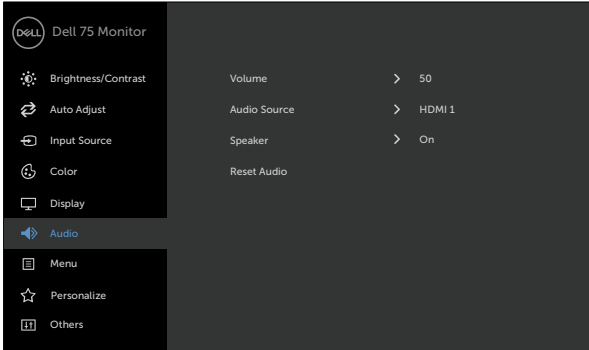 DELL Dell 75 Monitor
Brightness/Contrast
Volume 50
Auto Adjust
Audio Source HDMI 1
Input Source
Speaker On
Color
Reset Audio
Display
Audio
Menu
Personalize
Others